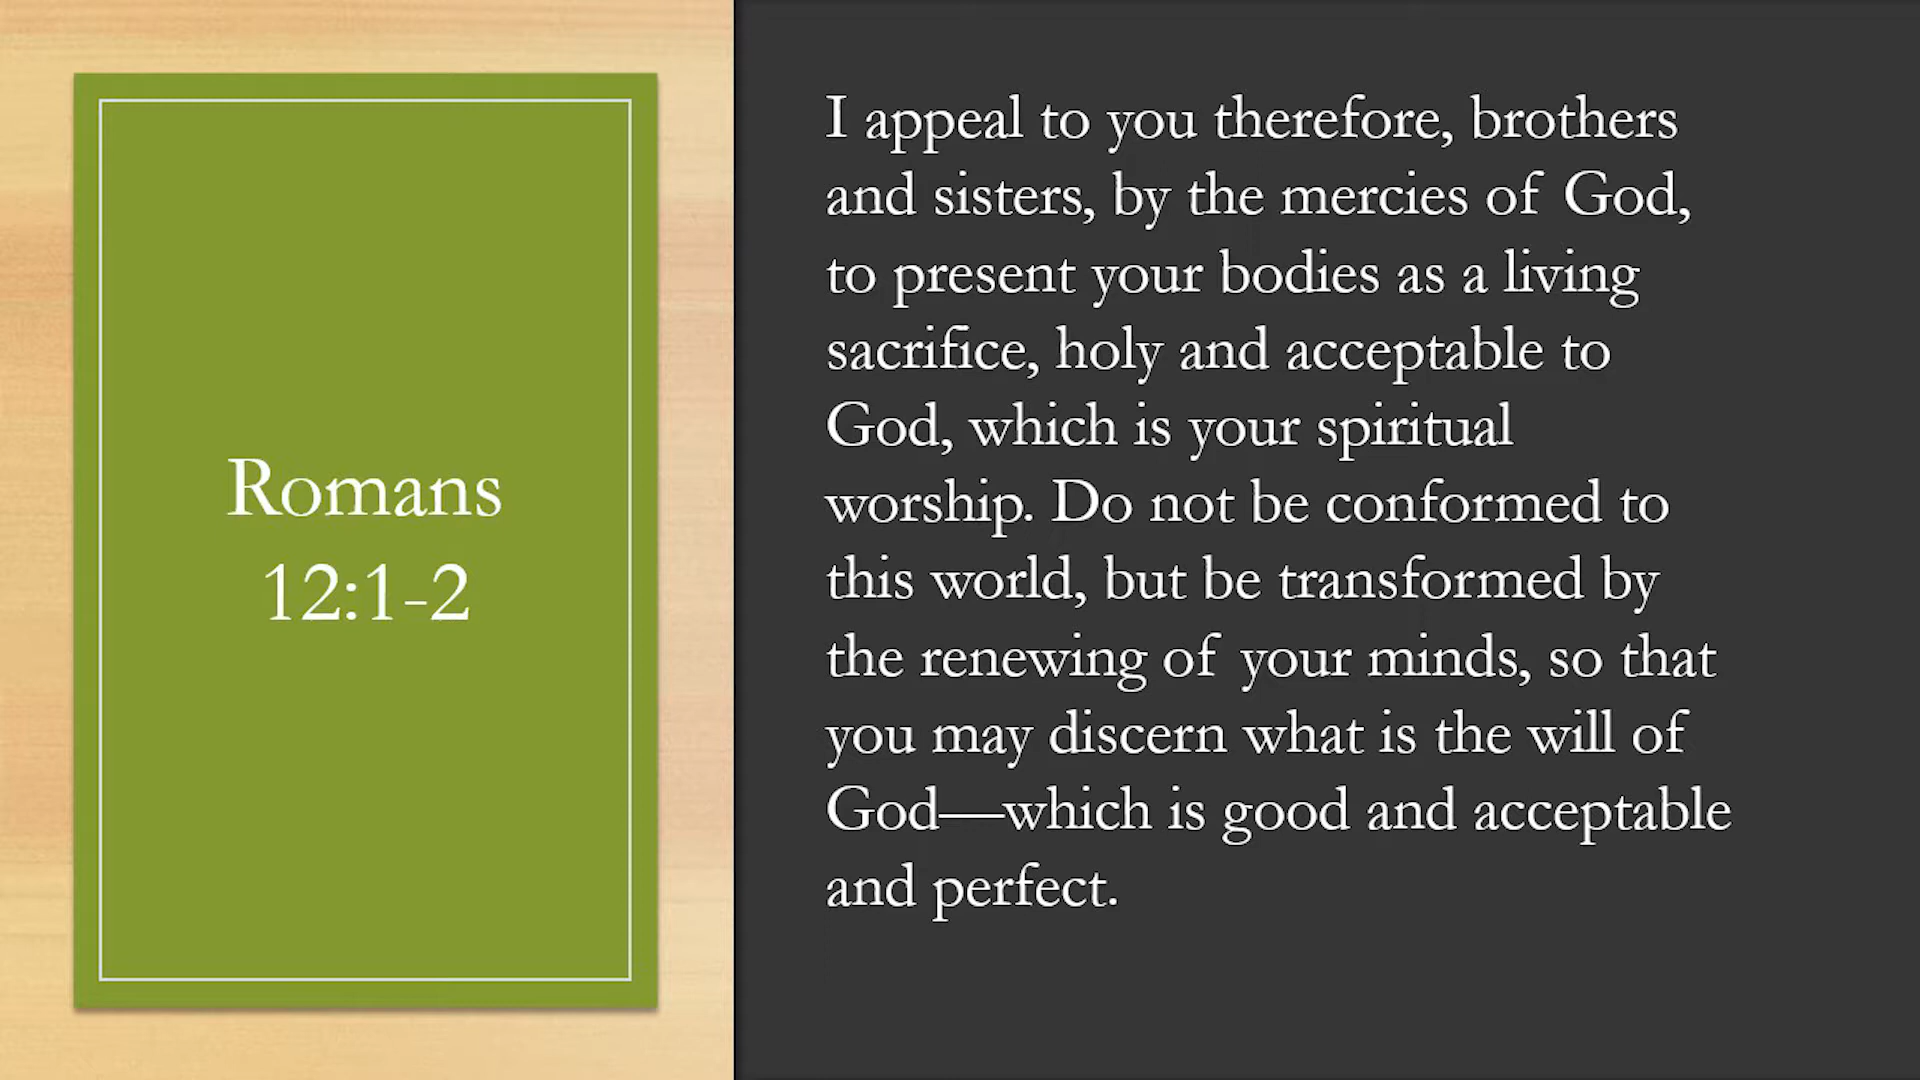 Romans
12:1-2
I appeal to you therefore, brothers
and sisters, by the mercies of God,
to present your bodies as a living
sacrifice, holy and acceptable to
God, which is your spiritual
worship. Do not be conformed to
this world, but be transformed by
the renewing of your minds, so that
you may discern what is the will of
God—which is good and acceptable
and perfect.